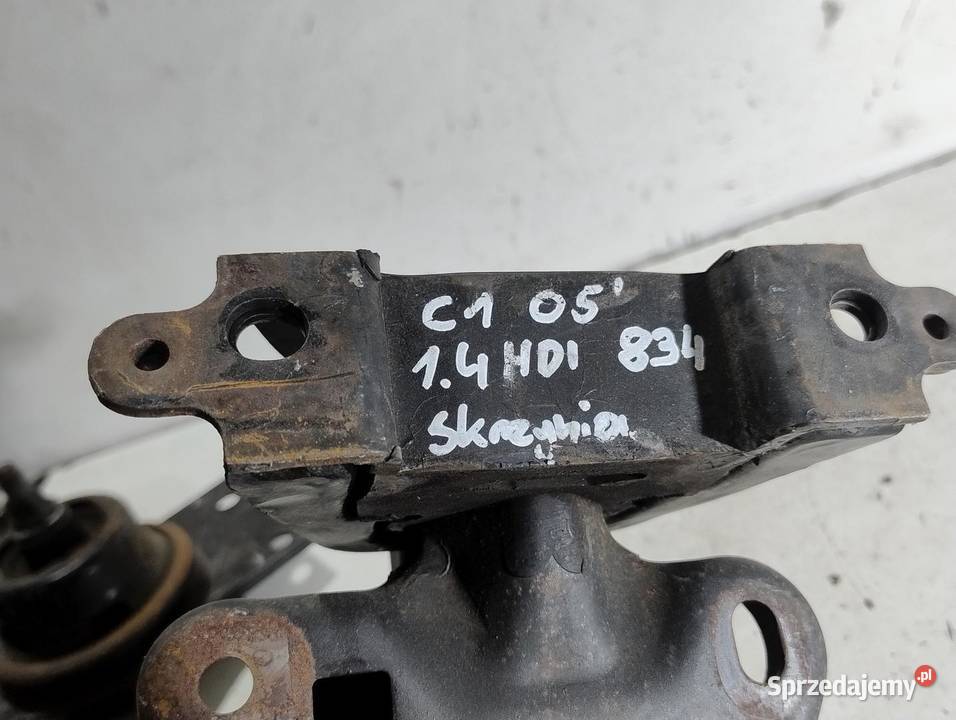 C1 05'
1.4 HDI 834
Skrzynia
Sprzedajemy.pl